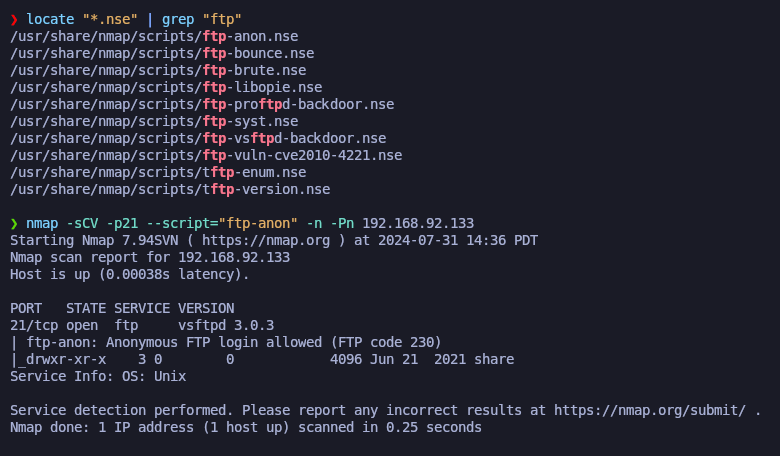 ❯ locate "*.nse" | grep "ftp"
/usr/share/nmap/scripts/ftp-anon.nse
/usr/share/nmap/scripts/ftp-bounce.nse
/usr/share/nmap/scripts/ftp-brute.nse
/usr/share/nmap/scripts/ftp-libopie.nse
/usr/share/nmap/scripts/ftp-proftpd-backdoor.nse
/usr/share/nmap/scripts/ftp-syst.nse
/usr/share/nmap/scripts/ftp-vsftpd-backdoor.nse
/usr/share/nmap/scripts/ftp-vuln-cve2010-4221.nse
/usr/share/nmap/scripts/tftp-enum.nse
/usr/share/nmap/scripts/tftp-version.nse
❯ nmap -sCV -p21 --script="ftp-anon" -n -Pn 192.168.92.133
Starting Nmap 7.94SVN ( https://nmap.org ) at 2024-07-31 14:36 PDT
Nmap scan report for 192.168.92.133
Host is up (0.00038s latency).
PORT   STATE SERVICE VERSION
21/tcp open  ftp     vsftpd 3.0.3
| ftp-anon: Anonymous FTP login allowed (FTP code 230)
|_drwxr-xr-x    3 0        0            4096 Jun 21  2021 share
Service Info: OS: Unix
Service detection performed. Please report any incorrect results at https://nmap.org/submit/ .
Nmap done: 1 IP address (1 host up) scanned in 0.25 seconds